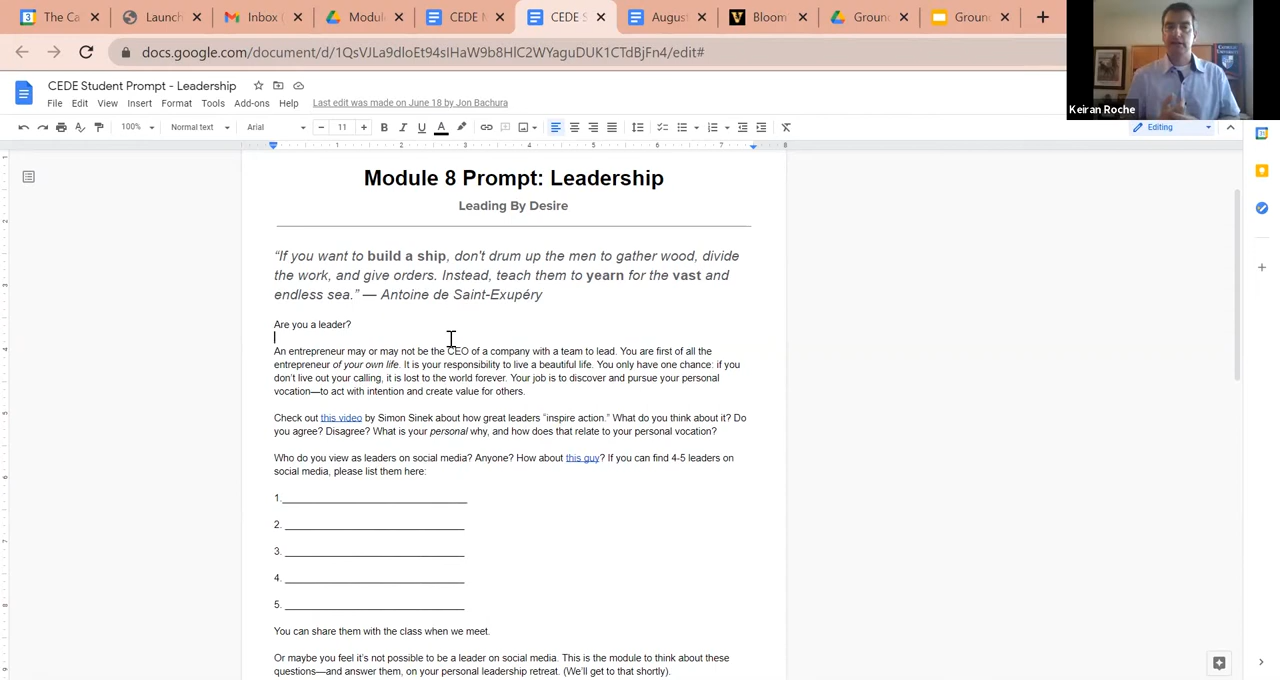 The Ca
Launch
Inbox (
Modul
CEDE M
CEDE S
Augus
Bloom
Groun
Groun
docs.google.com/document/d/1QsVJLa9dloEt94sIHaW9b8HlC2WYaguDUK1CTdBjFn4/edit#
CEDE Student Prompt - Leadership
File Edit View Insert Format Tools Add-ons Help Last edit was made on June 18 by Jon Bachura
100% Normal text Arial 11 Editing
Keiran Roche
Module 8 Prompt: Leadership
Leading By Desire
“If you want to build a ship, don't drum up the men to gather wood, divide
the work, and give orders. Instead, teach them to yearn for the vast and
endless sea.” — Antoine de Saint-Exupéry
Are you a leader?
An entrepreneur may or may not be the CEO of a company with a team to lead. You are first of all the
entrepreneur of your own life. It is your responsibility to live a beautiful life. You only have one chance: if you
don’t live out your calling, it is lost to the world forever. Your job is to discover and pursue your personal
vocation—to act with intention and create value for others.
Check out this video by Simon Sinek about how great leaders “inspire action.” What do you think about it? Do
you agree? Disagree? What is your personal why, and how does that relate to your personal vocation?
Who do you view as leaders on social media? Anyone? How about this guy? If you can find 4-5 leaders on
social media, please list them here:
1.
2.
3.
4.
5.
You can share them with the class when we meet.
Or maybe you feel it’s not possible to be a leader on social media. This is the module to think about these
questions—and answer them, on your personal leadership retreat. (We’ll get to that shortly).